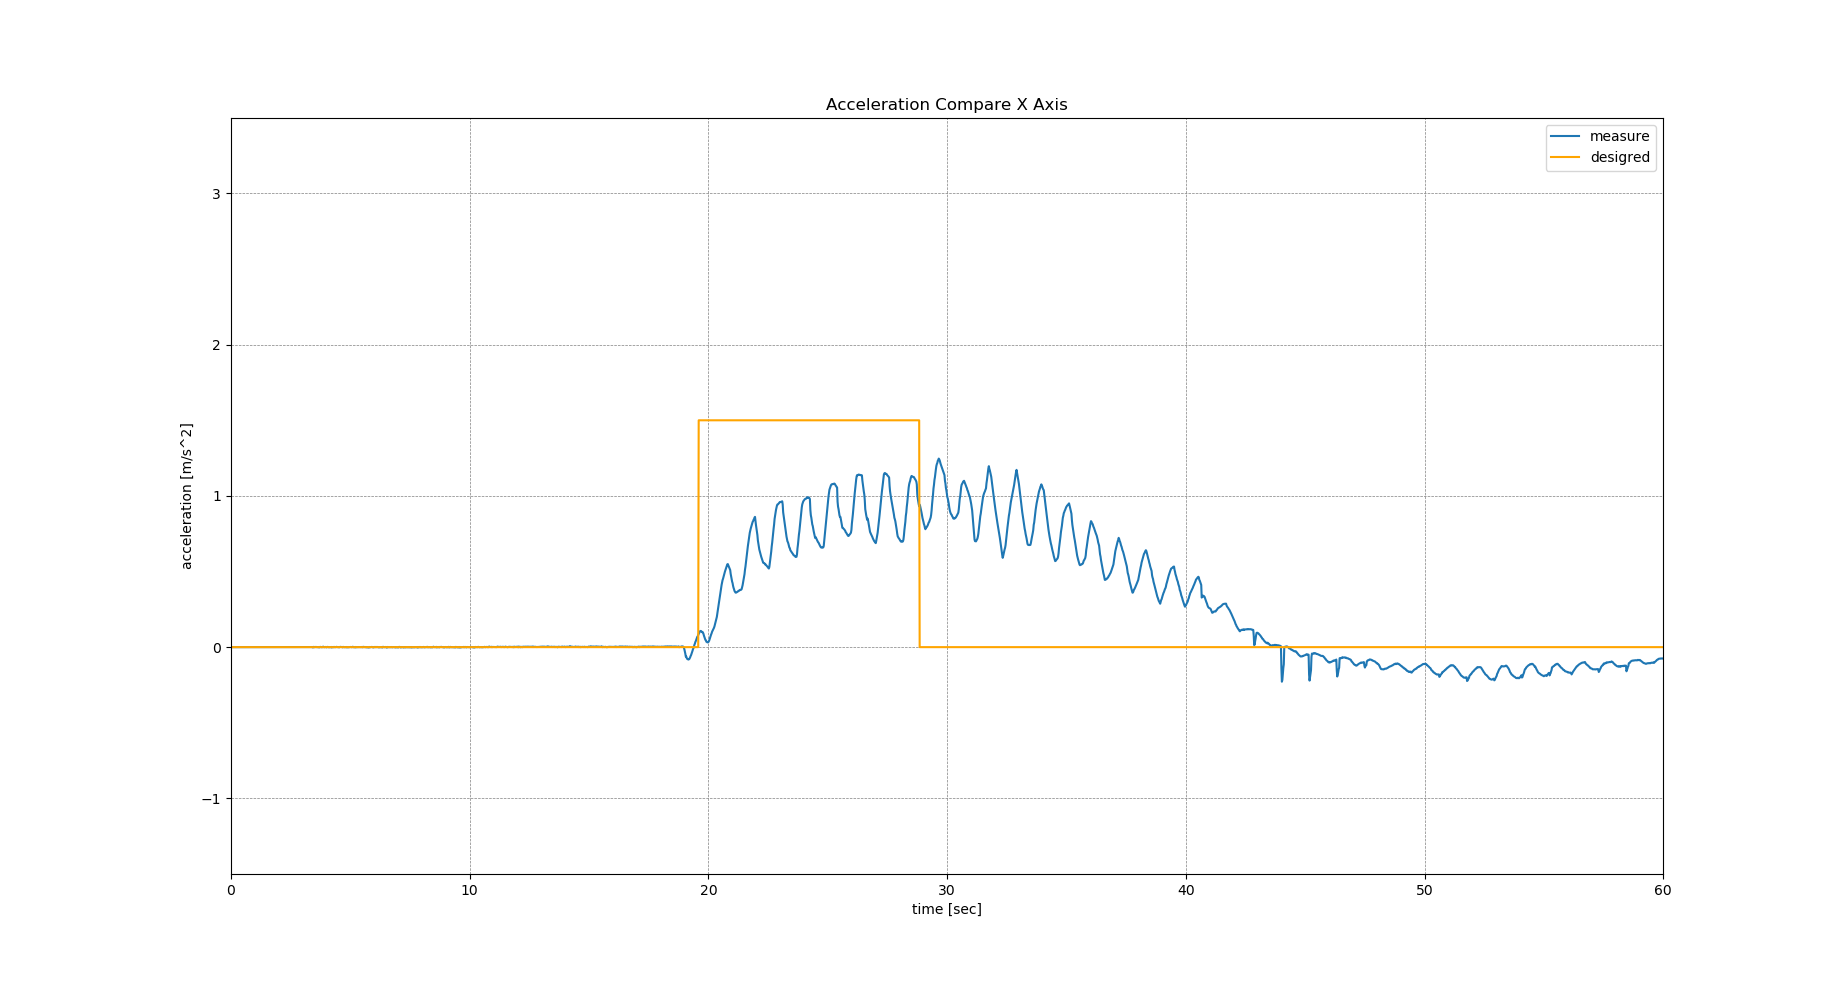 Acceleration Compare X Axis
measure
desigred
3
2
1
0
−1
acceleration [m/s^2]
0 10 20 30 40 50 60
time [sec]